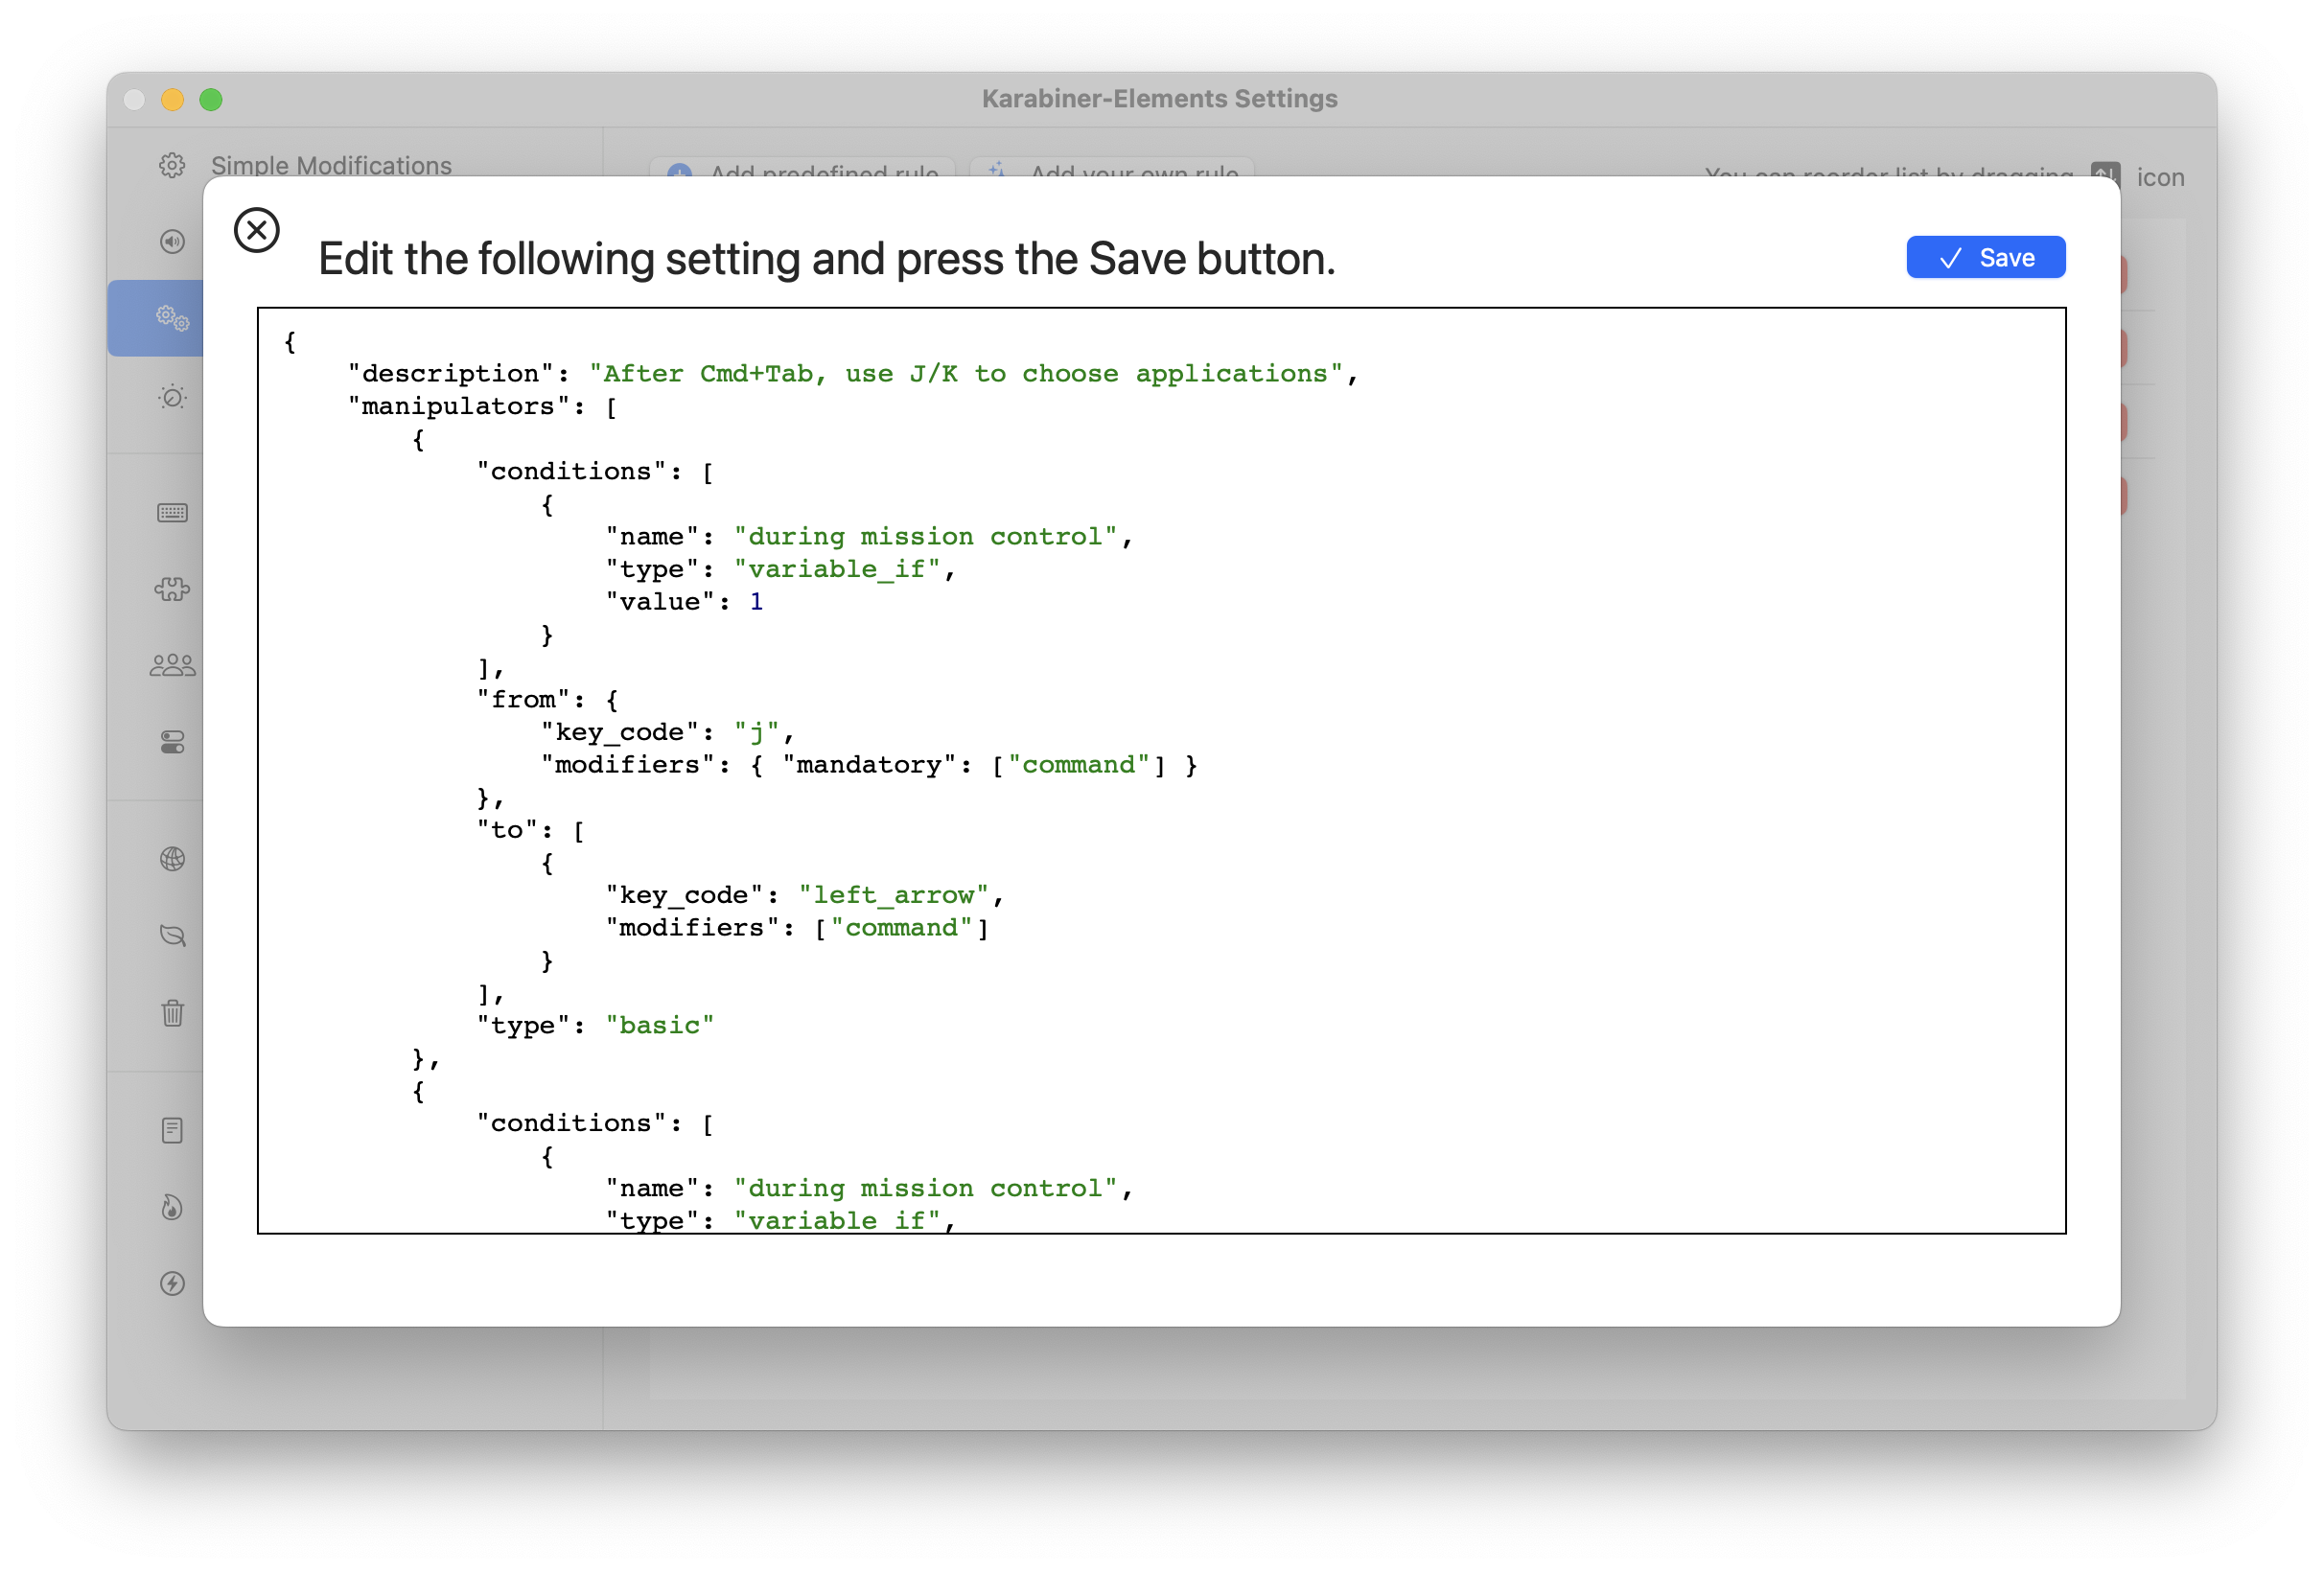 Karabiner-Elements Settings
Simple Modifications
Add predefined rule
Add your own rule
You can reorder list by dragging icon
Edit the following setting and press the Save button.
Save
{
    "description": "After Cmd+Tab, use J/K to choose applications",
    "manipulators": [
        {
            "conditions": [
                {
                    "name": "during mission control",
                    "type": "variable_if",
                    "value": 1
                }
            ],
            "from": {
                "key_code": "j",
                "modifiers": { "mandatory": ["command"] }
            },
            "to": [
                {
                    "key_code": "left_arrow",
                    "modifiers": ["command"]
                }
            ],
            "type": "basic"
        },
        {
            "conditions": [
                {
                    "name": "during mission control",
                    "type": "variable_if",